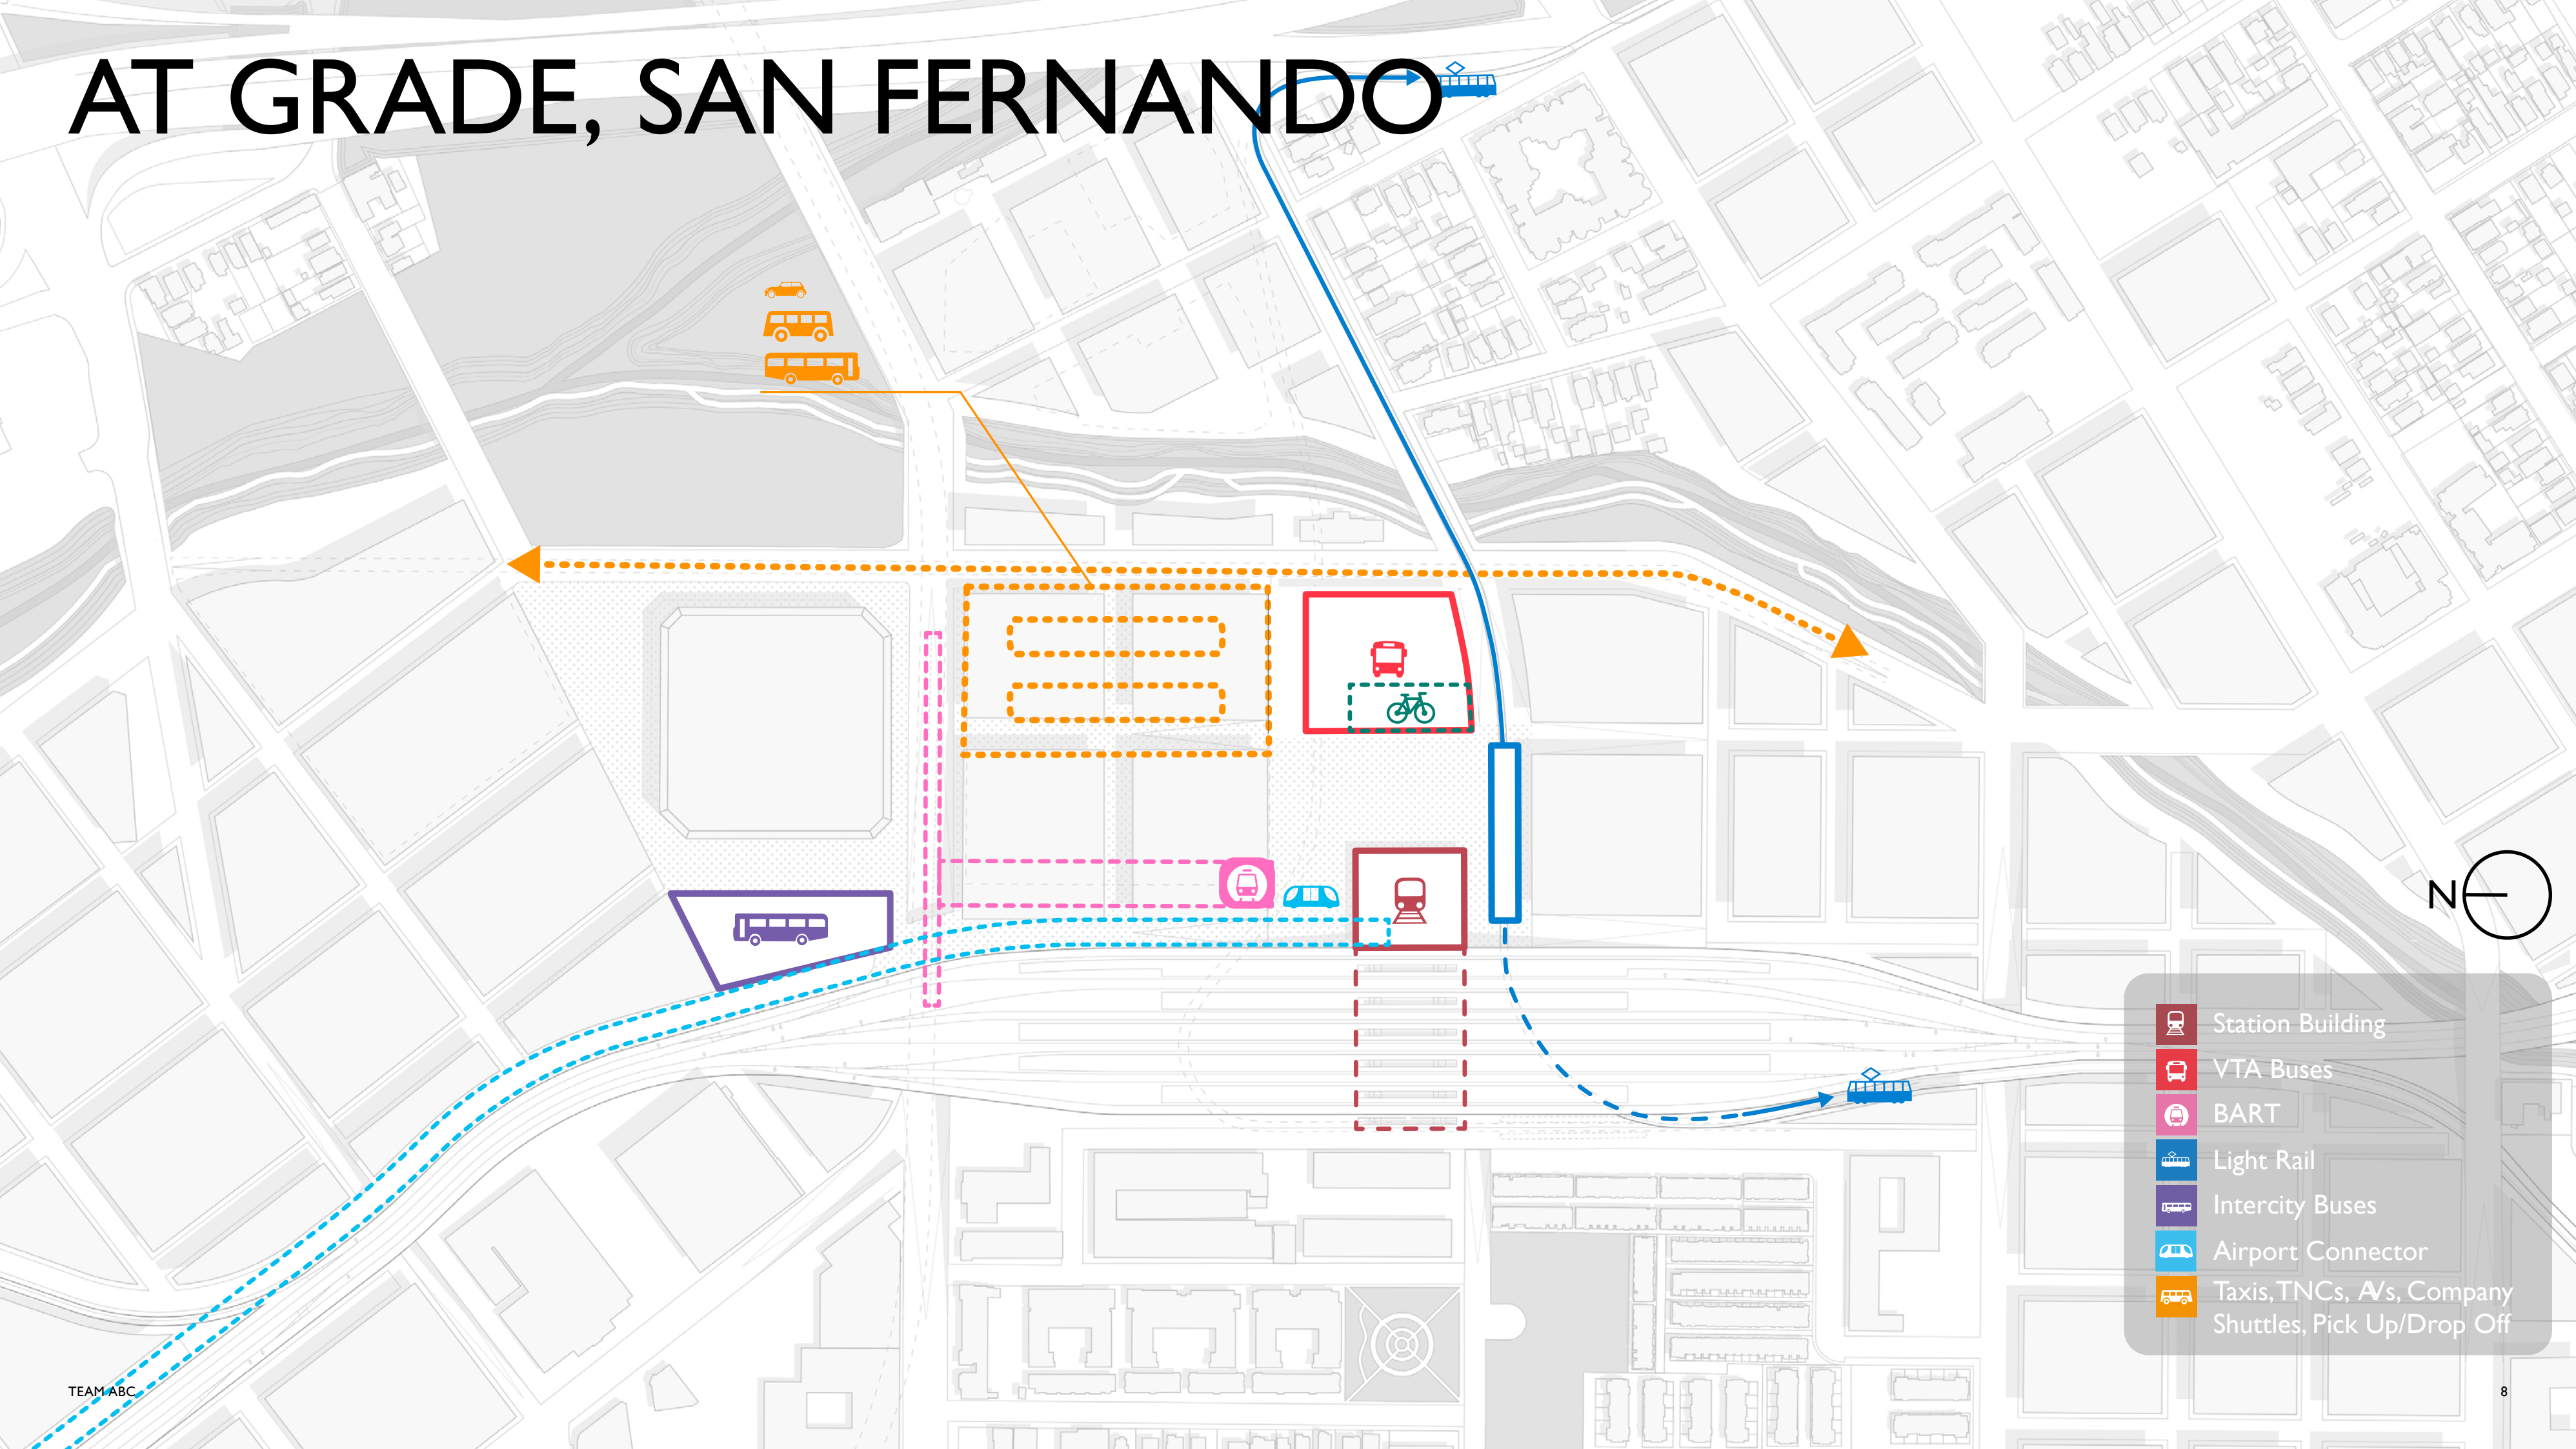 AT GRADE, SAN FERNANDO
N
Station Building
VTA Buses
BART
Light Rail
Intercity Buses
Airport Connector
Taxis, TNCs, AVs, Company
Shuttles, Pick Up/Drop Off
TEAM ABC
8